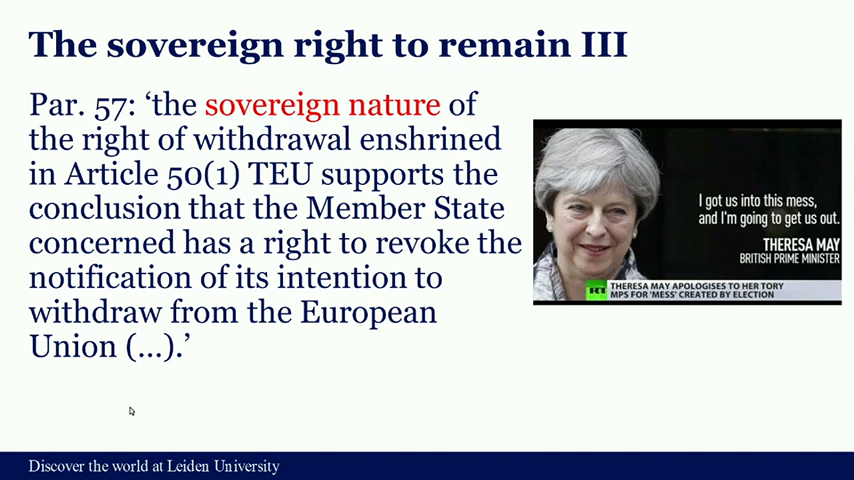 The sovereign right to remain III
Par. 57: ‘the sovereign nature of
the right of withdrawal enshrined
in Article 50(1) TEU supports the
conclusion that the Member State
concerned has a right to revoke the
notification of its intention to
withdraw from the European
Union (...).’
I got us into this mess,
and I'm going to get us out.
THERESA MAY
BRITISH PRIME MINISTER
RT
THERESA MAY APOLOGISES TO HER TORY
MPS FOR 'MESS' CREATED BY ELECTION
Discover the world at Leiden University